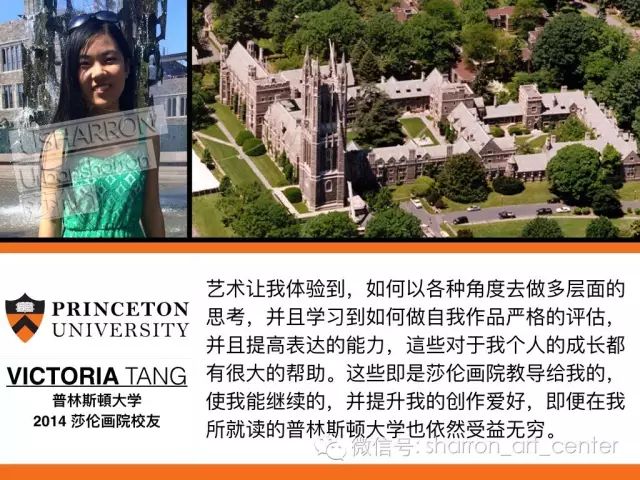 SHARRON
PRINCETON
UNIVERSITY
VICTORIA TANG
普林斯頓大学
2014 莎伦画院校友
艺术让我体验到，如何以各种角度去做多层面的
思考，并且学习到如何做自我作品严格的评估，
并且提高表达的能力，這些对于我个人的成长都
有很大的帮助。这些即是莎伦画院教导给我的，
使我能继续的，并提升我的创作爱好，即便在我
所就读的普林斯顿大学也依然受益无穷。
微信号: sharron_art_center